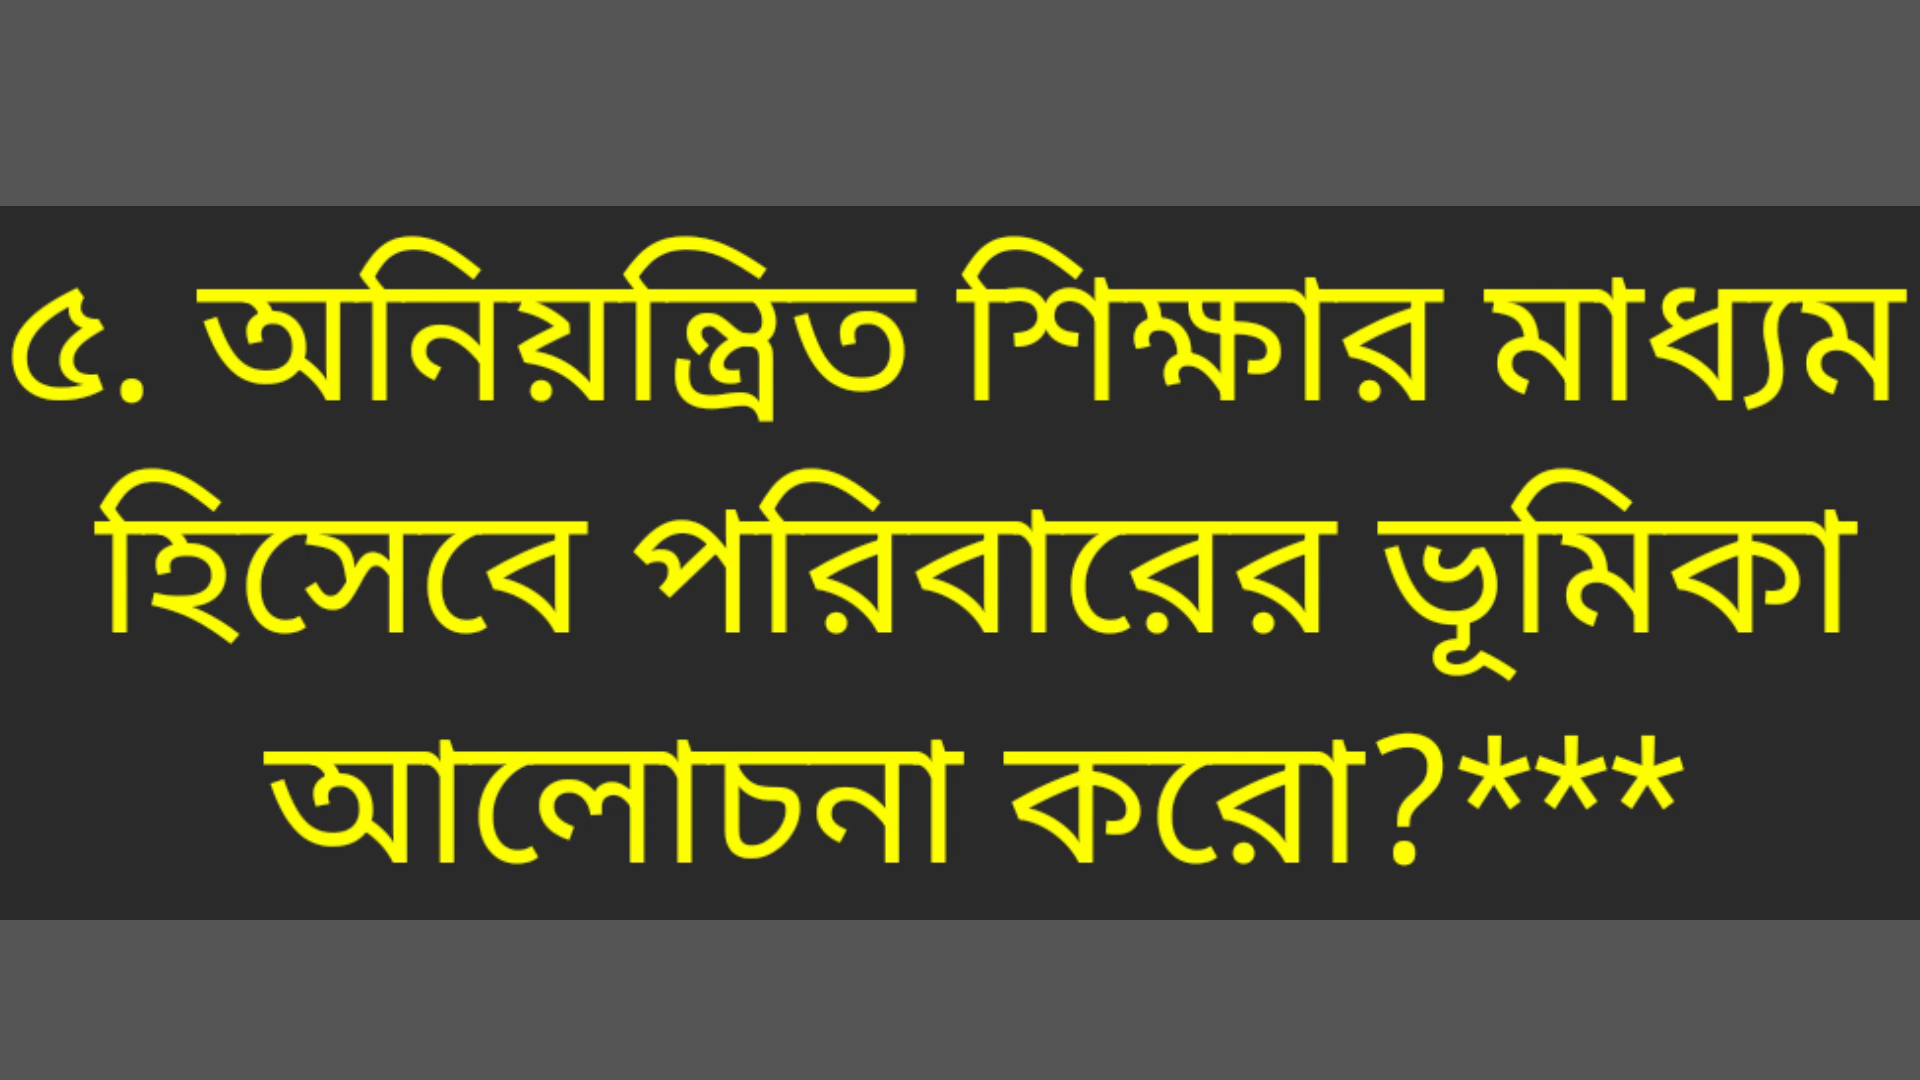 ৫. অনিয়ন্ত্রিত শিক্ষার মাধ্যম
হিসেবে পরিবারের ভূমিকা
আলোচনা করো?***